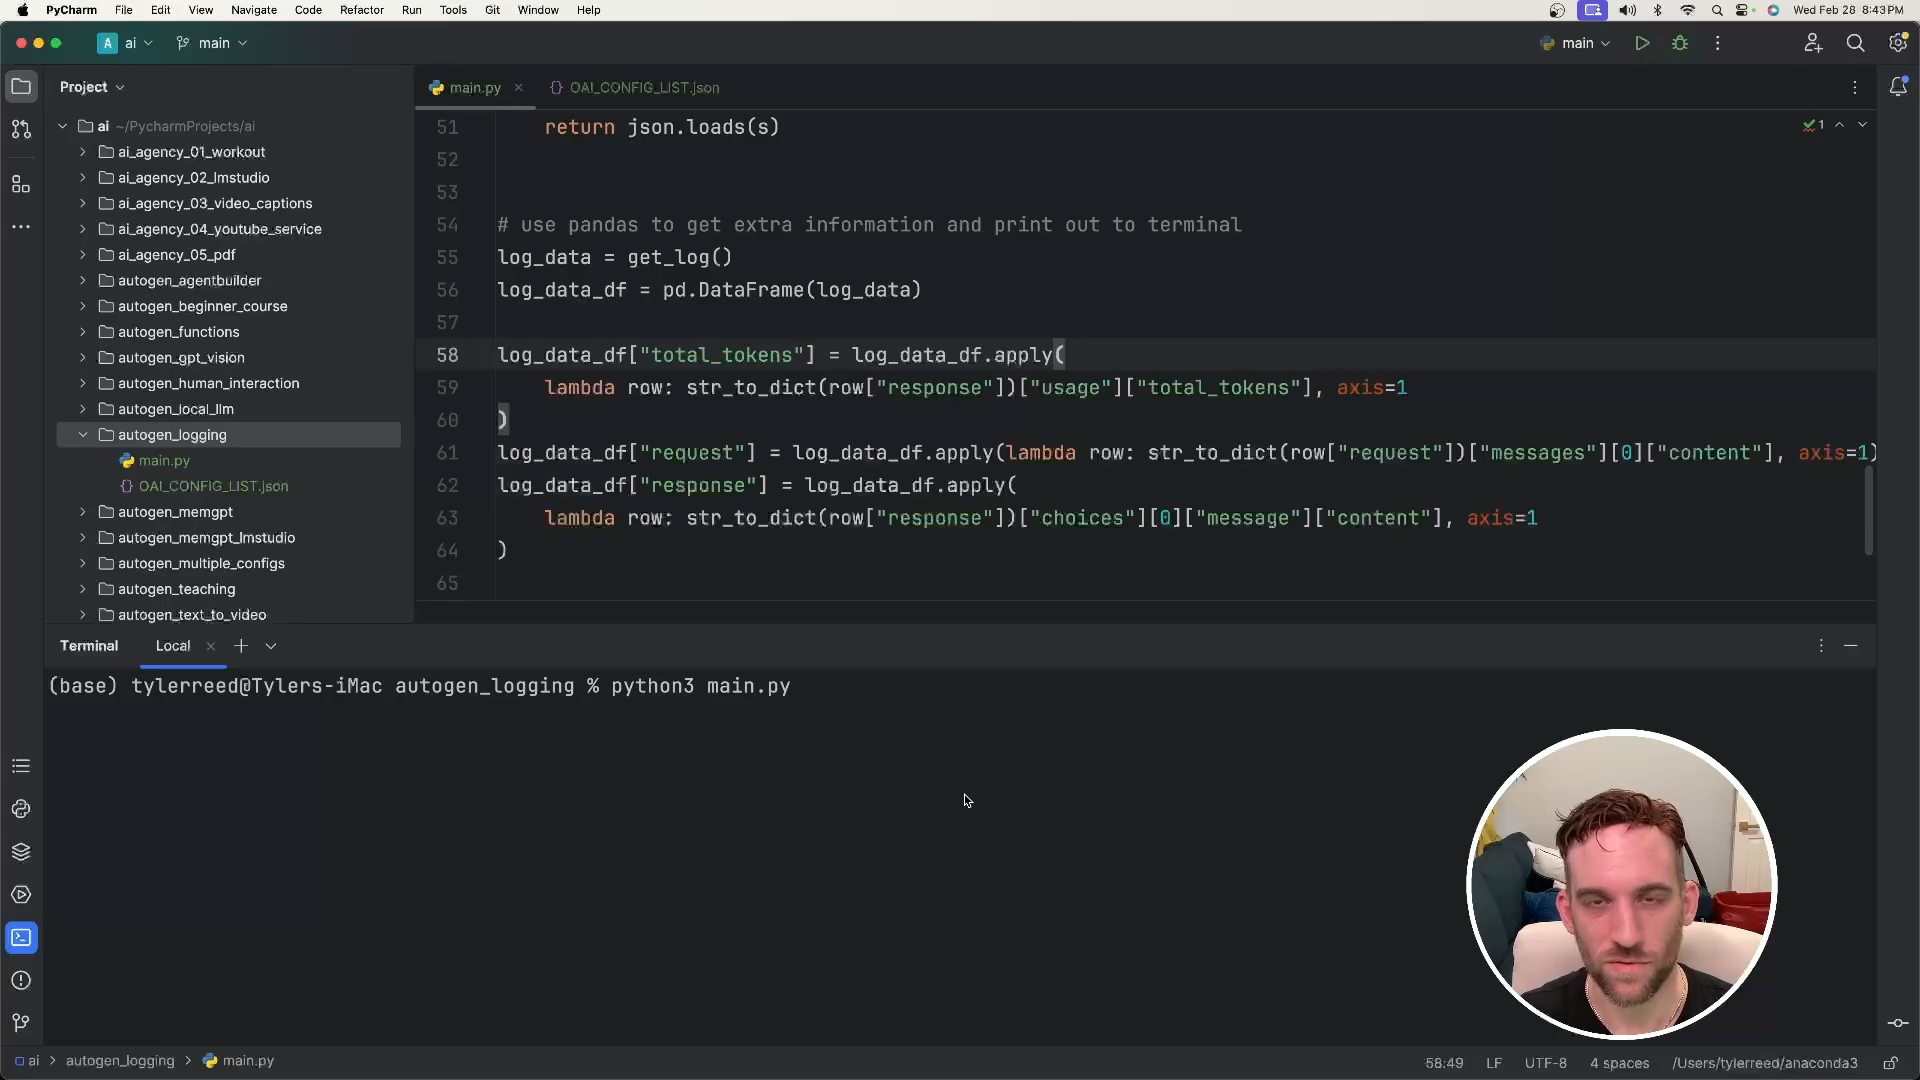 PyCharm File Edit View Navigate Code Refactor Run Tools Git Window Help Wed Feb 28 8:43 PM
A ai main main
Project
main.py OAI_CONFIG_LIST.json
ai ~/PycharmProjects/ai
ai_agency_01_workout
ai_agency_02_lmstudio
ai_agency_03_video_captions
ai_agency_04_youtube_service
ai_agency_05_pdf
autogen_agentbuilder
autogen_beginner_course
autogen_functions
autogen_gpt_vision
autogen_human_interaction
autogen_local_llm
autogen_logging
main.py
OAI_CONFIG_LIST.json
autogen_memgpt
autogen_memgpt_lmstudio
autogen_multiple_configs
autogen_teaching
autogen_text_to_video
1
51 return json.loads(s)
52
53
54 # use pandas to get extra information and print out to terminal
55 log_data = get_log()
56 log_data_df = pd.DataFrame(log_data)
57
58 log_data_df["total_tokens"] = log_data_df.apply(
59 lambda row: str_to_dict(row["response"])["usage"]["total_tokens"], axis=1
60 )
61 log_data_df["request"] = log_data_df.apply(lambda row: str_to_dict(row["request"])["messages"][0]["content"], axis=1)
62 log_data_df["response"] = log_data_df.apply(
63 lambda row: str_to_dict(row["response"])["choices"][0]["message"]["content"], axis=1
64 )
65
Terminal Local
(base) tylerreed@Tylers-iMac autogen_logging % python3 main.py
ai autogen_logging main.py
58:49 LF UTF-8 4 spaces /Users/tylerreed/anaconda3